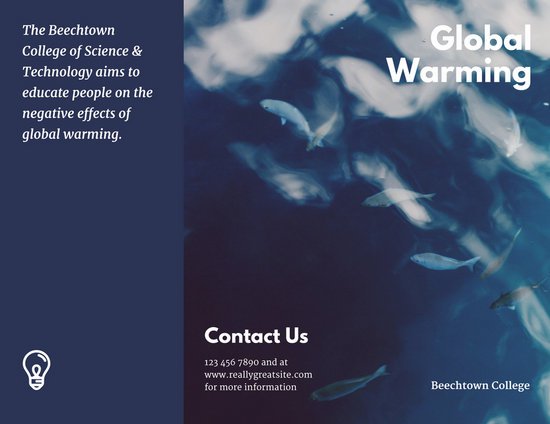 The Beechtown
College of Science &
Technology aims to
educate people on the
negative effects of
global warming.
Global
Warming
Contact Us
123 456 7890 and at
www.reallygreatsite.com
for more information
Beechtown College